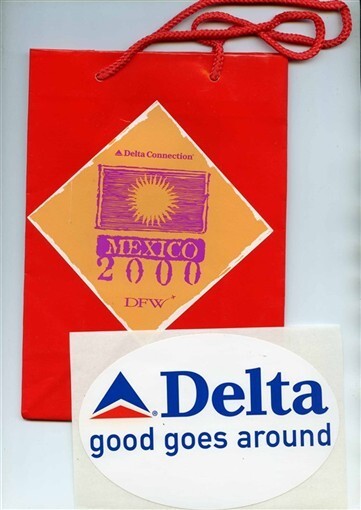 Delta Connection®
MEXICO
2000
DFW
Delta
good goes around